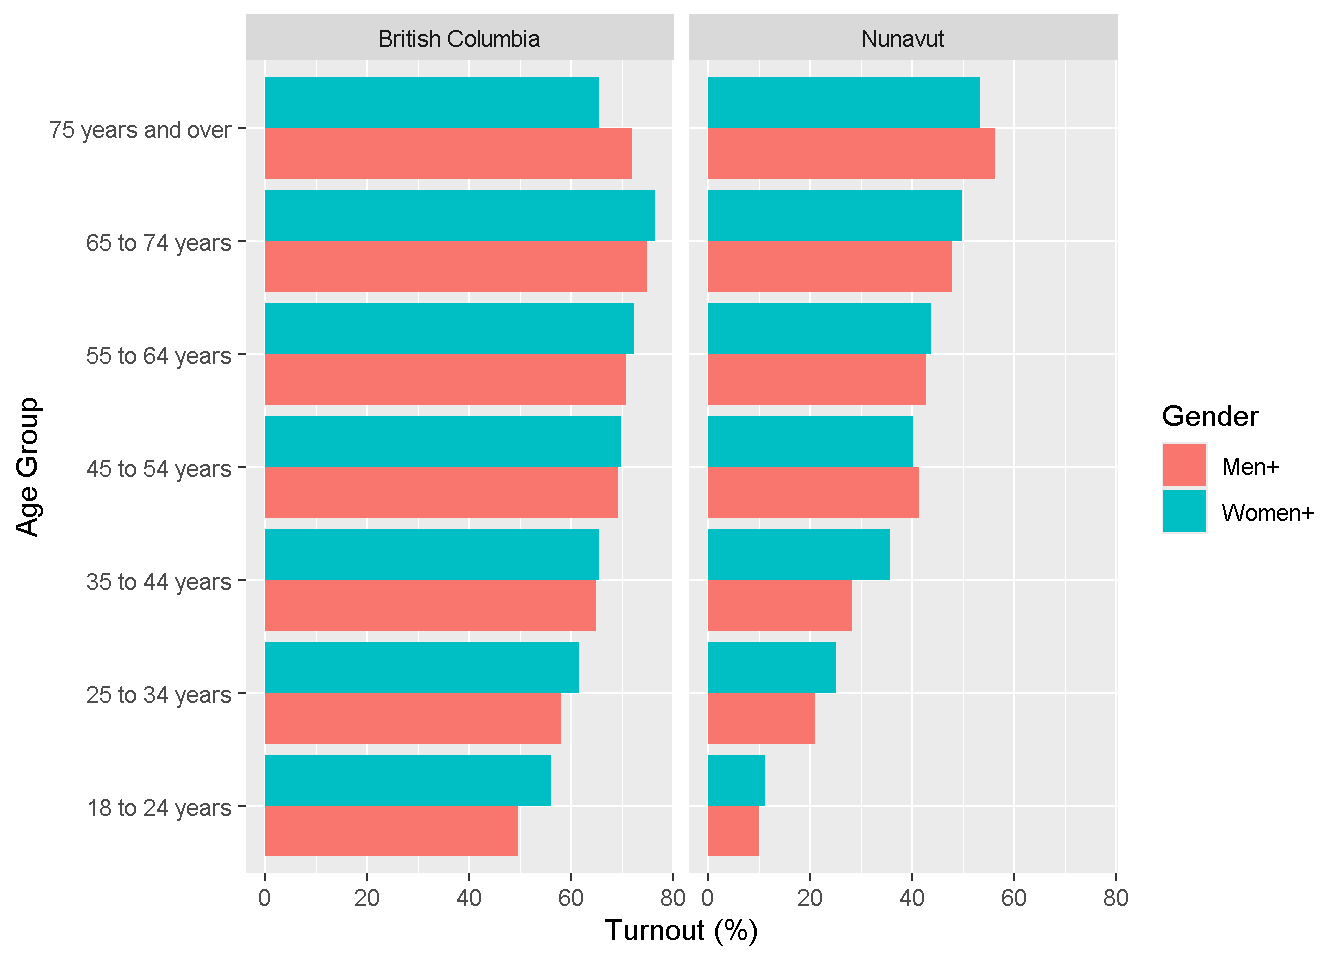 British Columbia
Nunavut
Age Group
75 years and over
65 to 74 years
55 to 64 years
45 to 54 years
35 to 44 years
25 to 34 years
18 to 24 years
0 20 40 60 80
0 20 40 60 80
Turnout (%)
Gender
Men+
Women+